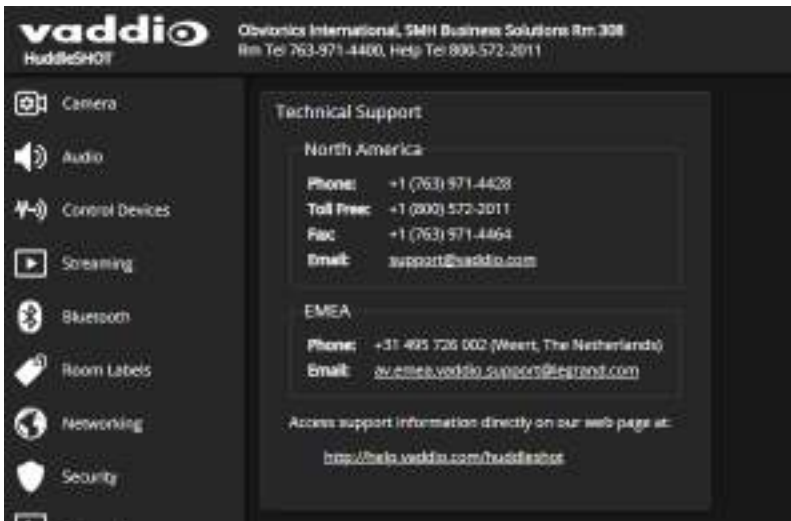 vaddio
HuddleSHOT
Obvionics International, SMH Business Solutions Rm 308
Rm Tel 763-971-4400, Help Tel 800-572-2011
Camera
Audio
Control Devices
Streaming
Bluetooth
Room Labels
Networking
Security
Technical Support
North America
Phone: +1 (763) 971-4428
Toll Free: +1 (800) 572-2011
Fax: +1 (763) 971-4464
Email: support@vaddio.com
EMEA
Phone: +31 495 726 002 (Weert, The Netherlands)
Email: av.emea.vaddio.support@legrand.com
Access support information directly on our web page at:
http://help.vaddio.com/huddleshot